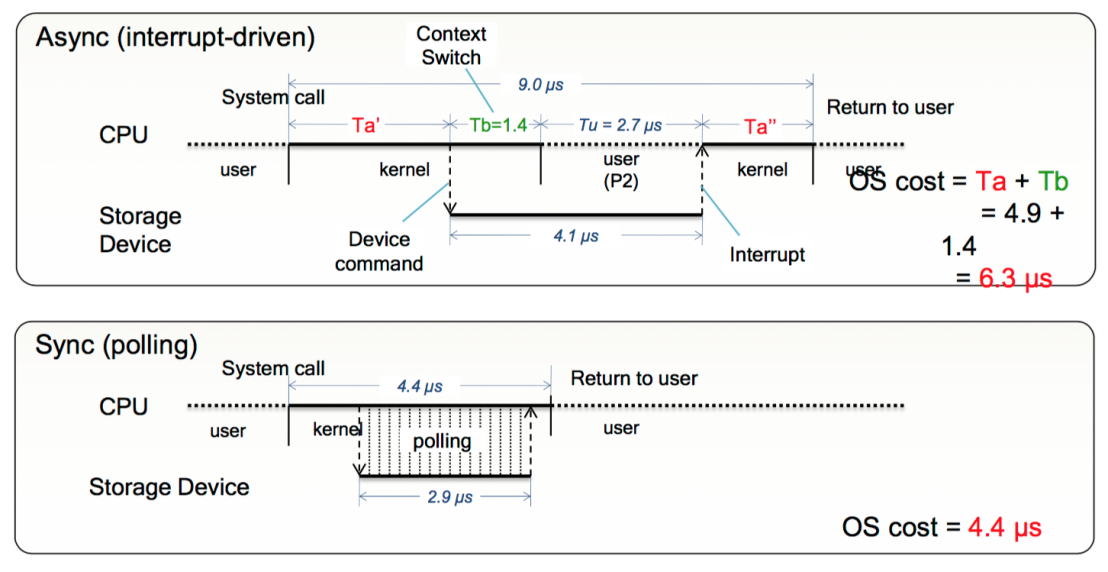 Async (interrupt-driven)
Context
Switch
9.0 µs
System call
Return to user
Ta'
Tb=1.4
Tu = 2.7 µs
Ta”
CPU
user
kernel
user
(P2)
kernel
user
OS cost = Ta + Tb
= 4.9 +
1.4
= 6.3 µs
Storage
Device
4.1 µs
Device
command
Interrupt
Sync (polling)
System call
4.4 µs
Return to user
CPU
user
kernel
polling
user
Storage Device
2.9 µs
OS cost = 4.4 µs